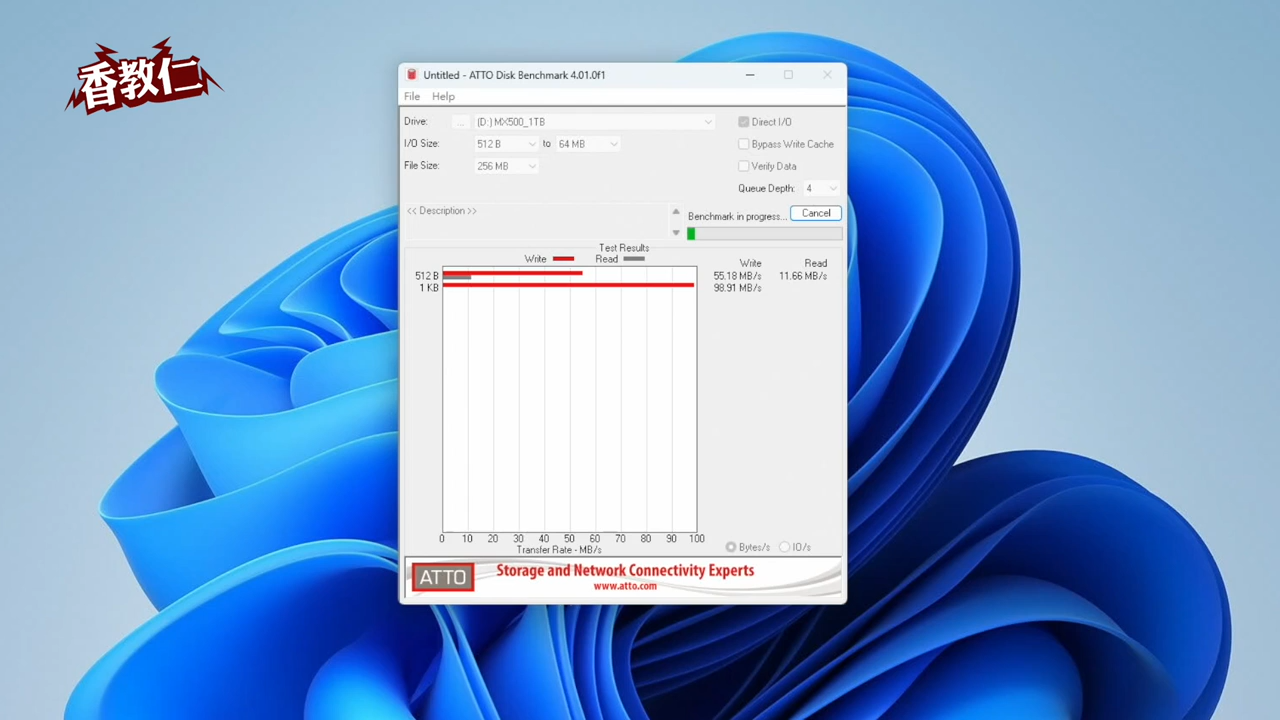 香教仁
Untitled - ATTO Disk Benchmark 4.01.0f1
File Help
Drive: ... (D:) MX500_1TB Direct I/O
I/O Size: 512 B to 64 MB Bypass Write Cache
File Size: 256 MB Verify Data
Queue Depth: 4
<< Description >> Benchmark in progress... Cancel
Test Results
Write Read Write Read
512 B 55.18 MB/s 11.66 MB/s
1 KB 98.91 MB/s
0 10 20 30 40 50 60 70 80 90 100
Transfer Rate - MB/s Bytes/s IO/s
ATTO Storage and Network Connectivity Experts
www.atto.com